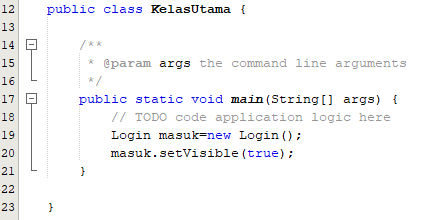 12 public class KelasUtama {
13
14 /**
15 * @param args the command line arguments
16 */
17 public static void main(String[] args) {
18 // TODO code application logic here
19 Login masuk=new Login();
20 masuk.setVisible(true);
21 }
22
23 }